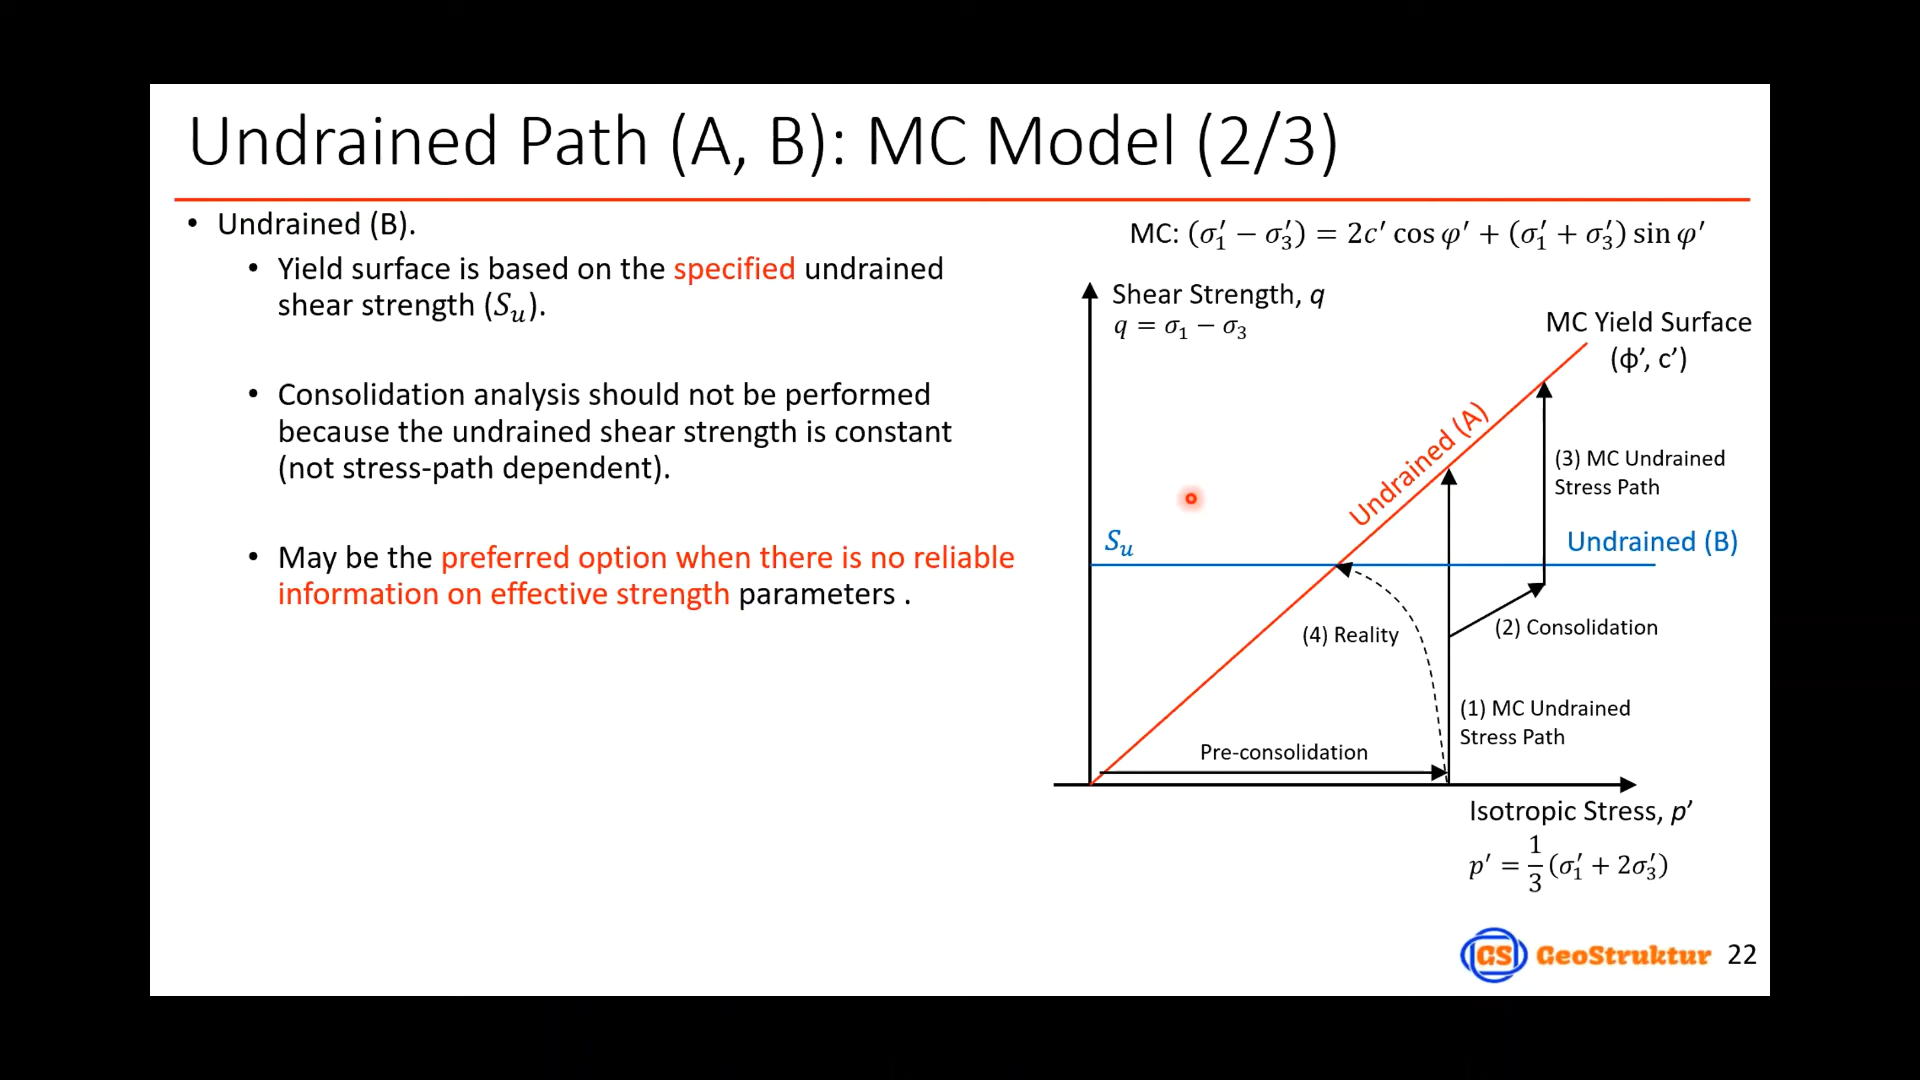 Undrained Path (A, B): MC Model (2/3)
• Undrained (B).
• Yield surface is based on the specified undrained
shear strength (Sᵤ).
• Consolidation analysis should not be performed
because the undrained shear strength is constant
(not stress-path dependent).
• May be the preferred option when there is no reliable
information on effective strength parameters .
MC: (σ₁′ − σ₃′) = 2c′ cos φ′ + (σ₁′ + σ₃′) sin φ′
Shear Strength, q
q = σ₁ − σ₃
MC Yield Surface
(ϕ’, c’)
Undrained (A)
(3) MC Undrained
Stress Path
Sᵤ
Undrained (B)
(4) Reality
(2) Consolidation
(1) MC Undrained
Stress Path
Pre-consolidation
Isotropic Stress, p’
p′ = 1/3 (σ₁′ + 2σ₃′)
GS GeoStruktur 22